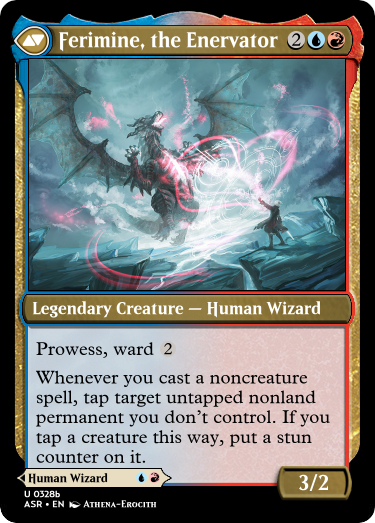 Ferimine, the Enervator 2
Legendary Creature — Human Wizard
Prowess, ward 2
Whenever you cast a noncreature
spell, tap target untapped nonland
permanent you don't control. If you
tap a creature this way, put a stun
counter on it.
Human Wizard
3/2
U 0328b
ASR • EN Athena-Erocith